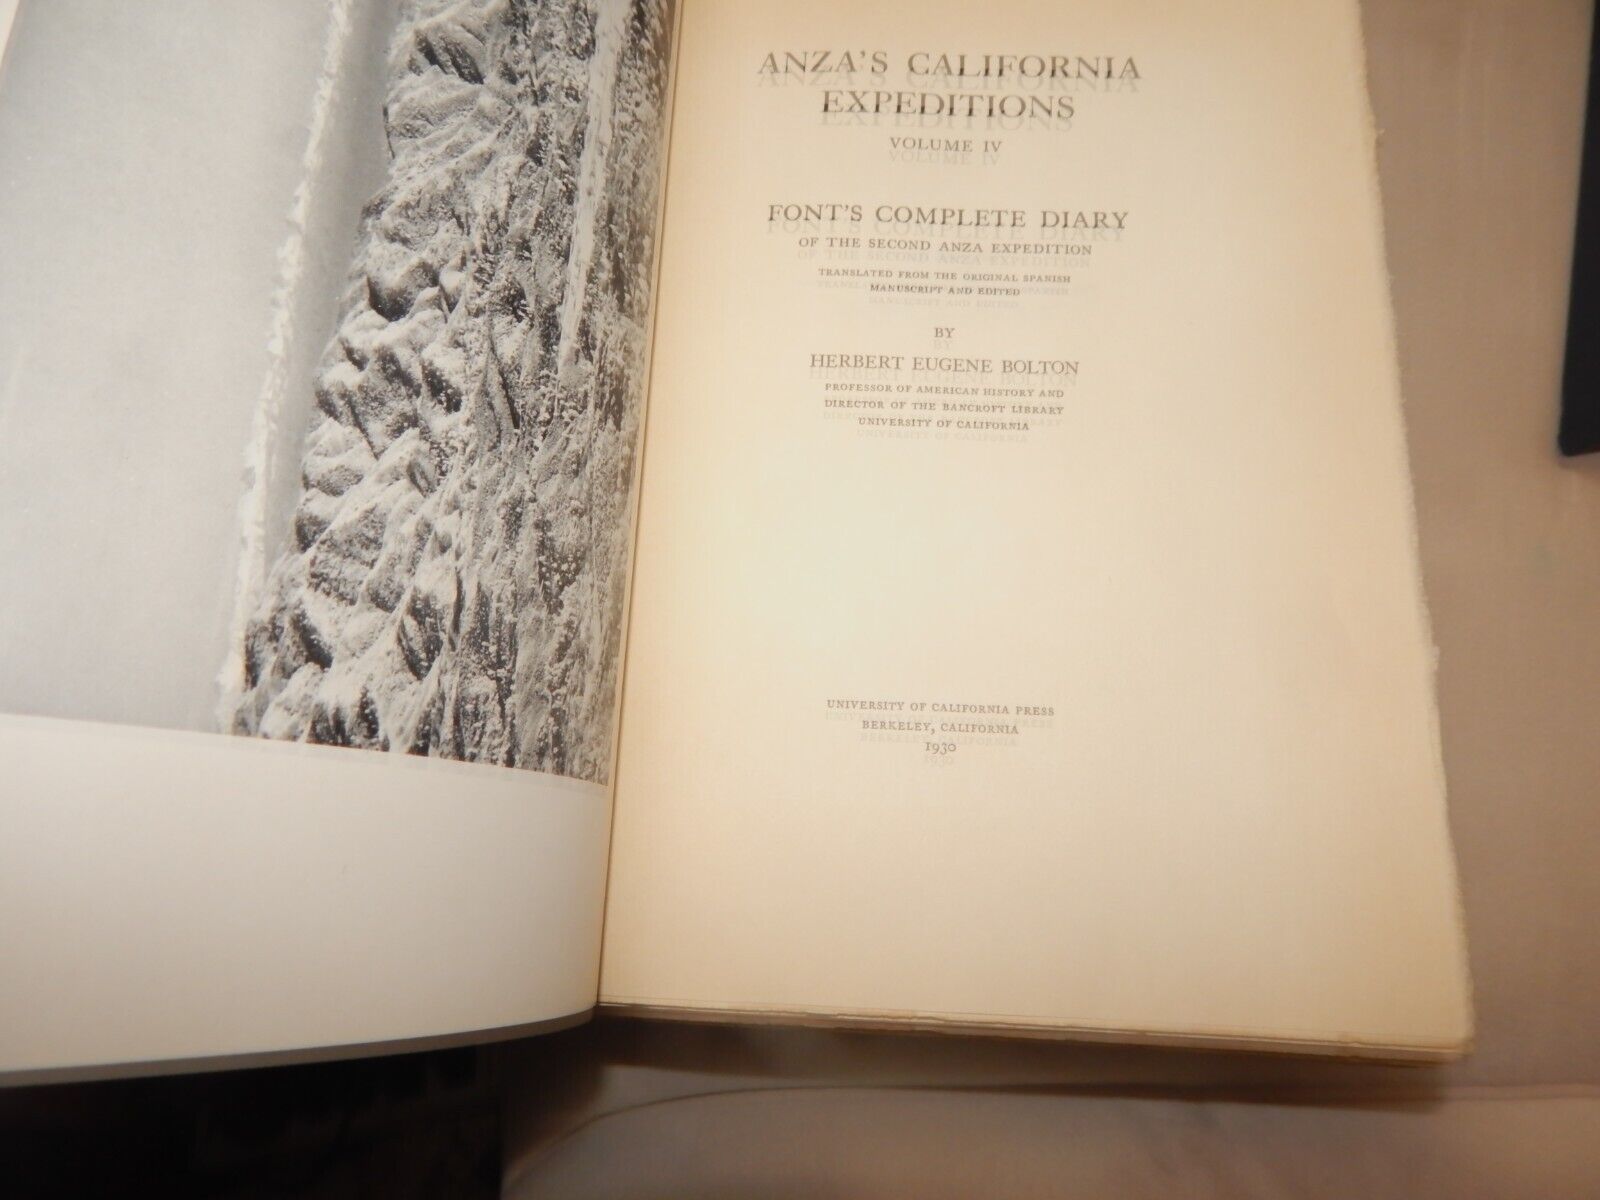 ANZA'S CALIFORNIA
EXPEDITIONS
VOLUME IV
FONT'S COMPLETE DIARY
OF THE SECOND ANZA EXPEDITION
TRANSLATED FROM THE ORIGINAL SPANISH
MANUSCRIPT AND EDITED
BY
HERBERT EUGENE BOLTON
PROFESSOR OF AMERICAN HISTORY AND
DIRECTOR OF THE BANCROFT LIBRARY
UNIVERSITY OF CALIFORNIA
UNIVERSITY OF CALIFORNIA PRESS
BERKELEY, CALIFORNIA
1930